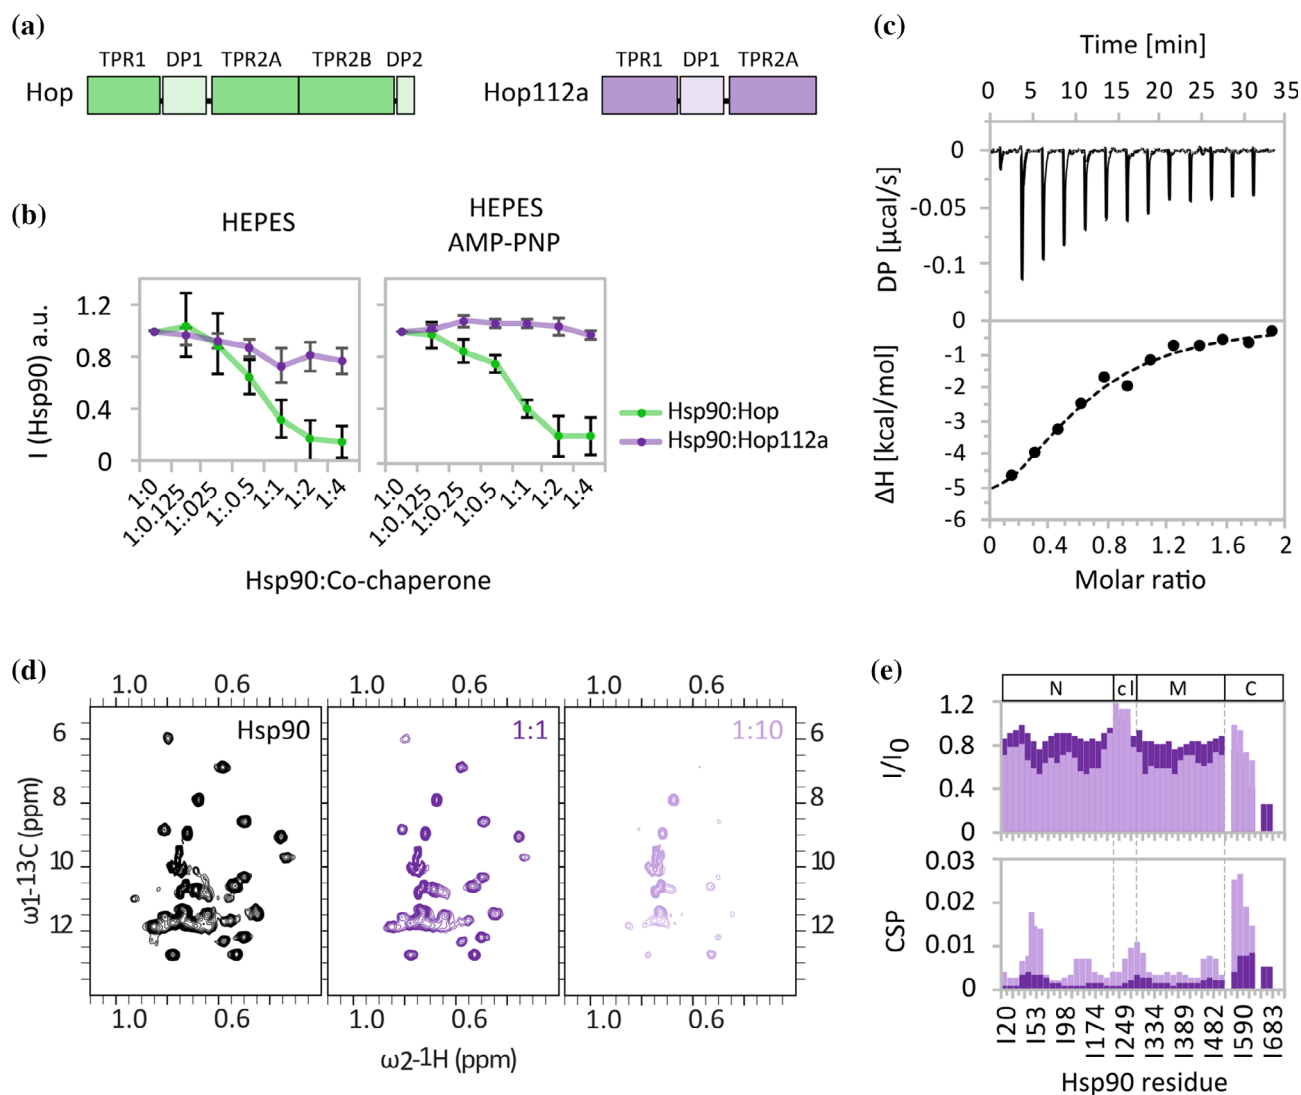 (a)
TPR1 DP1 TPR2A TPR2B DP2
Hop
TPR1 DP1 TPR2A
Hop112a
(b)
HEPES
HEPES
AMP-PNP
I (Hsp90) a.u.
1.2
0.8
0.4
0
1:0
1:0.125
1:.025
1:.0.5
1:1
1:2
1:4
1:0
1:0.125
1:0.25
1:0.5
1:1
1:2
1:4
Hsp90:Hop
Hsp90:Hop112a
Hsp90:Co-chaperone
(c)
Time [min]
0 5 10 15 20 25 30 35
DP [μcal/s]
0
-0.05
-0.1
ΔH [kcal/mol]
0
-1
-2
-3
-4
-5
-6
0 0.4 0.8 1.2 1.6 2
Molar ratio
(d)
1.0 0.6 1.0 0.6 1.0 0.6
Hsp90
1:1
1:10
ω1-13C (ppm)
6
8
10
12
6
8
10
12
1.0 0.6 1.0 0.6 1.0 0.6
ω2-1H (ppm)
(e)
N cl M C
I/I0
1.2
0.8
0.4
0
CSP
0.03
0.02
0.01
0
I20
I53
I98
I174
I249
I334
I389
I482
I590
I683
Hsp90 residue